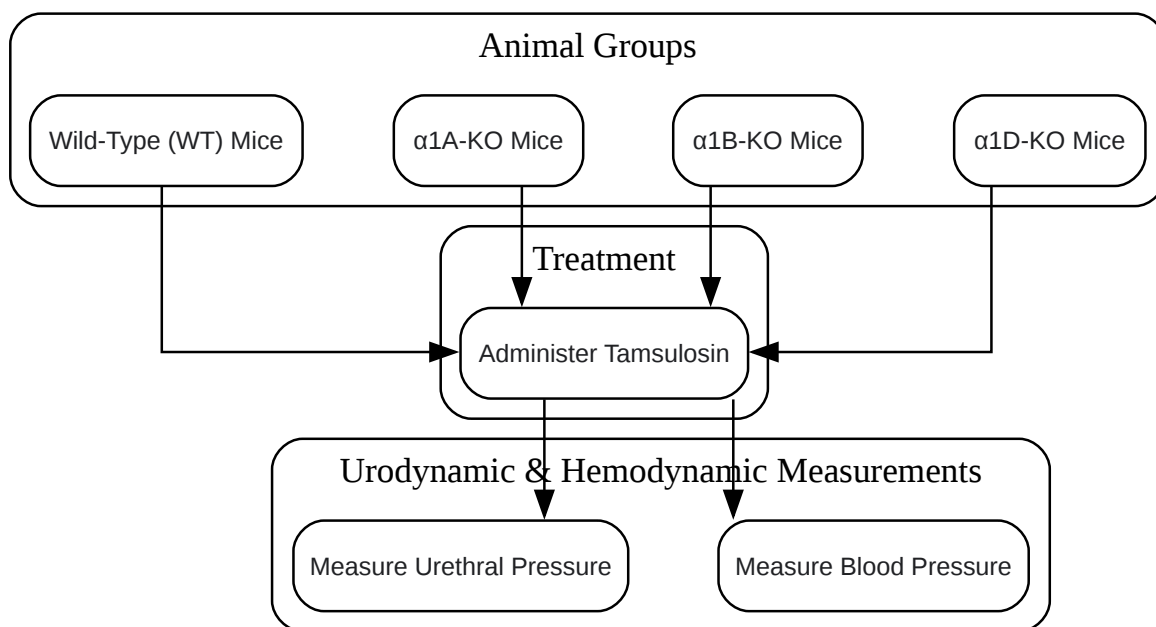 Animal Groups
Wild-Type (WT) Mice
α1A-KO Mice
α1B-KO Mice
α1D-KO Mice
Treatment
Administer Tamsulosin
Urodynamic & Hemodynamic Measurements
Measure Urethral Pressure
Measure Blood Pressure